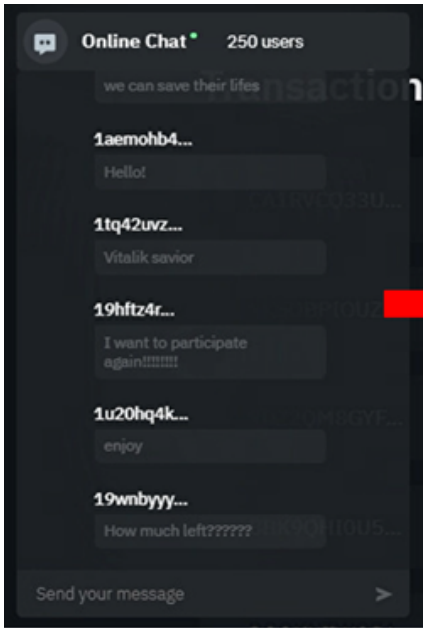 Online Chat 250 users
we can save their lifes
Transaction
1aemohb4...
Hello!
1tq42uvz...
Vitalik savior
19hftz4r...
I want to participate
again!!!!!!!!
1u20hq4k...
enjoy
19wnbyyy...
How much left??????
Send your message